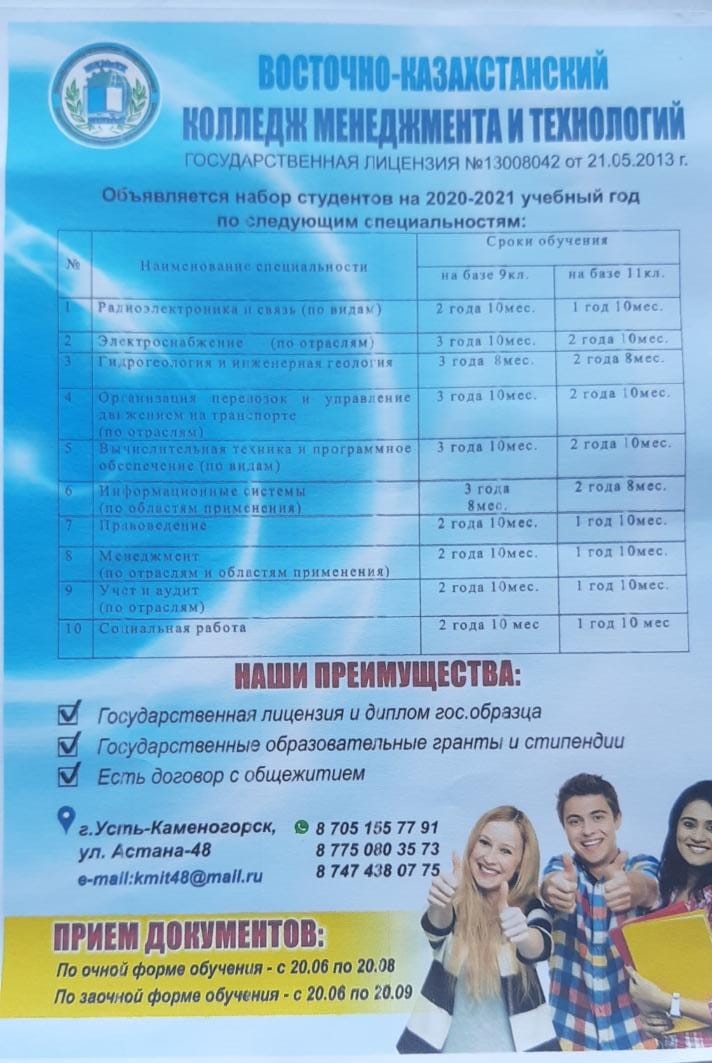 ВОСТОЧНО-КАЗАХСТАНСКИЙ
КОЛЛЕДЖ МЕНЕДЖМЕНТА И ТЕХНОЛОГИЙ
ГОСУДАРСТВЕННАЯ ЛИЦЕНЗИЯ №13008042 от 21.05.2013 г.
Объявляется набор студентов на 2020-2021 учебный год
по следующим специальностям:
№ Наименование специальности Сроки обучения
на базе 9кл. на базе 11кл.
1 Радиоэлектроника и связь (по видам) 2 года 10мес. 1 год 10мес.
2 Электроснабжение (по отраслям) 3 года 10мес. 2 года 10мес.
3 Гидрогеология и инженерная геология 3 года 8мес. 2 года 8мес.
4 Организация перевозок и управление 3 года 10мес. 2 года 10мес.
движением на транспорте
(по отраслям)
5 Вычислительная техника и программное 3 года 10мес. 2 года 10мес.
обеспечение (по видам)
6 Информационные системы 3 года 2 года 8мес.
(по областям применения) 8мес.
7 Правоведение 2 года 10мес. 1 год 10мес.
8 Менеджмент 2 года 10мес. 1 год 10мес.
(по отраслям и областям применения)
9 Учет и аудит 2 года 10мес. 1 год 10мес.
(по отраслям)
10 Социальная работа 2 года 10 мес 1 год 10 мес
НАШИ ПРЕИМУЩЕСТВА:
Государственная лицензия и диплом гос.образца
Государственные образовательные гранты и стипендии
Есть договор с общежитием
г.Усть-Каменогорск, 8 705 155 77 91
ул. Астана-48 8 775 080 35 73
e-mail:kmit48@mail.ru 8 747 438 07 75
ПРИЕМ ДОКУМЕНТОВ:
По очной форме обучения - с 20.06 по 20.08
По заочной форме обучения - с 20.06 по 20.09